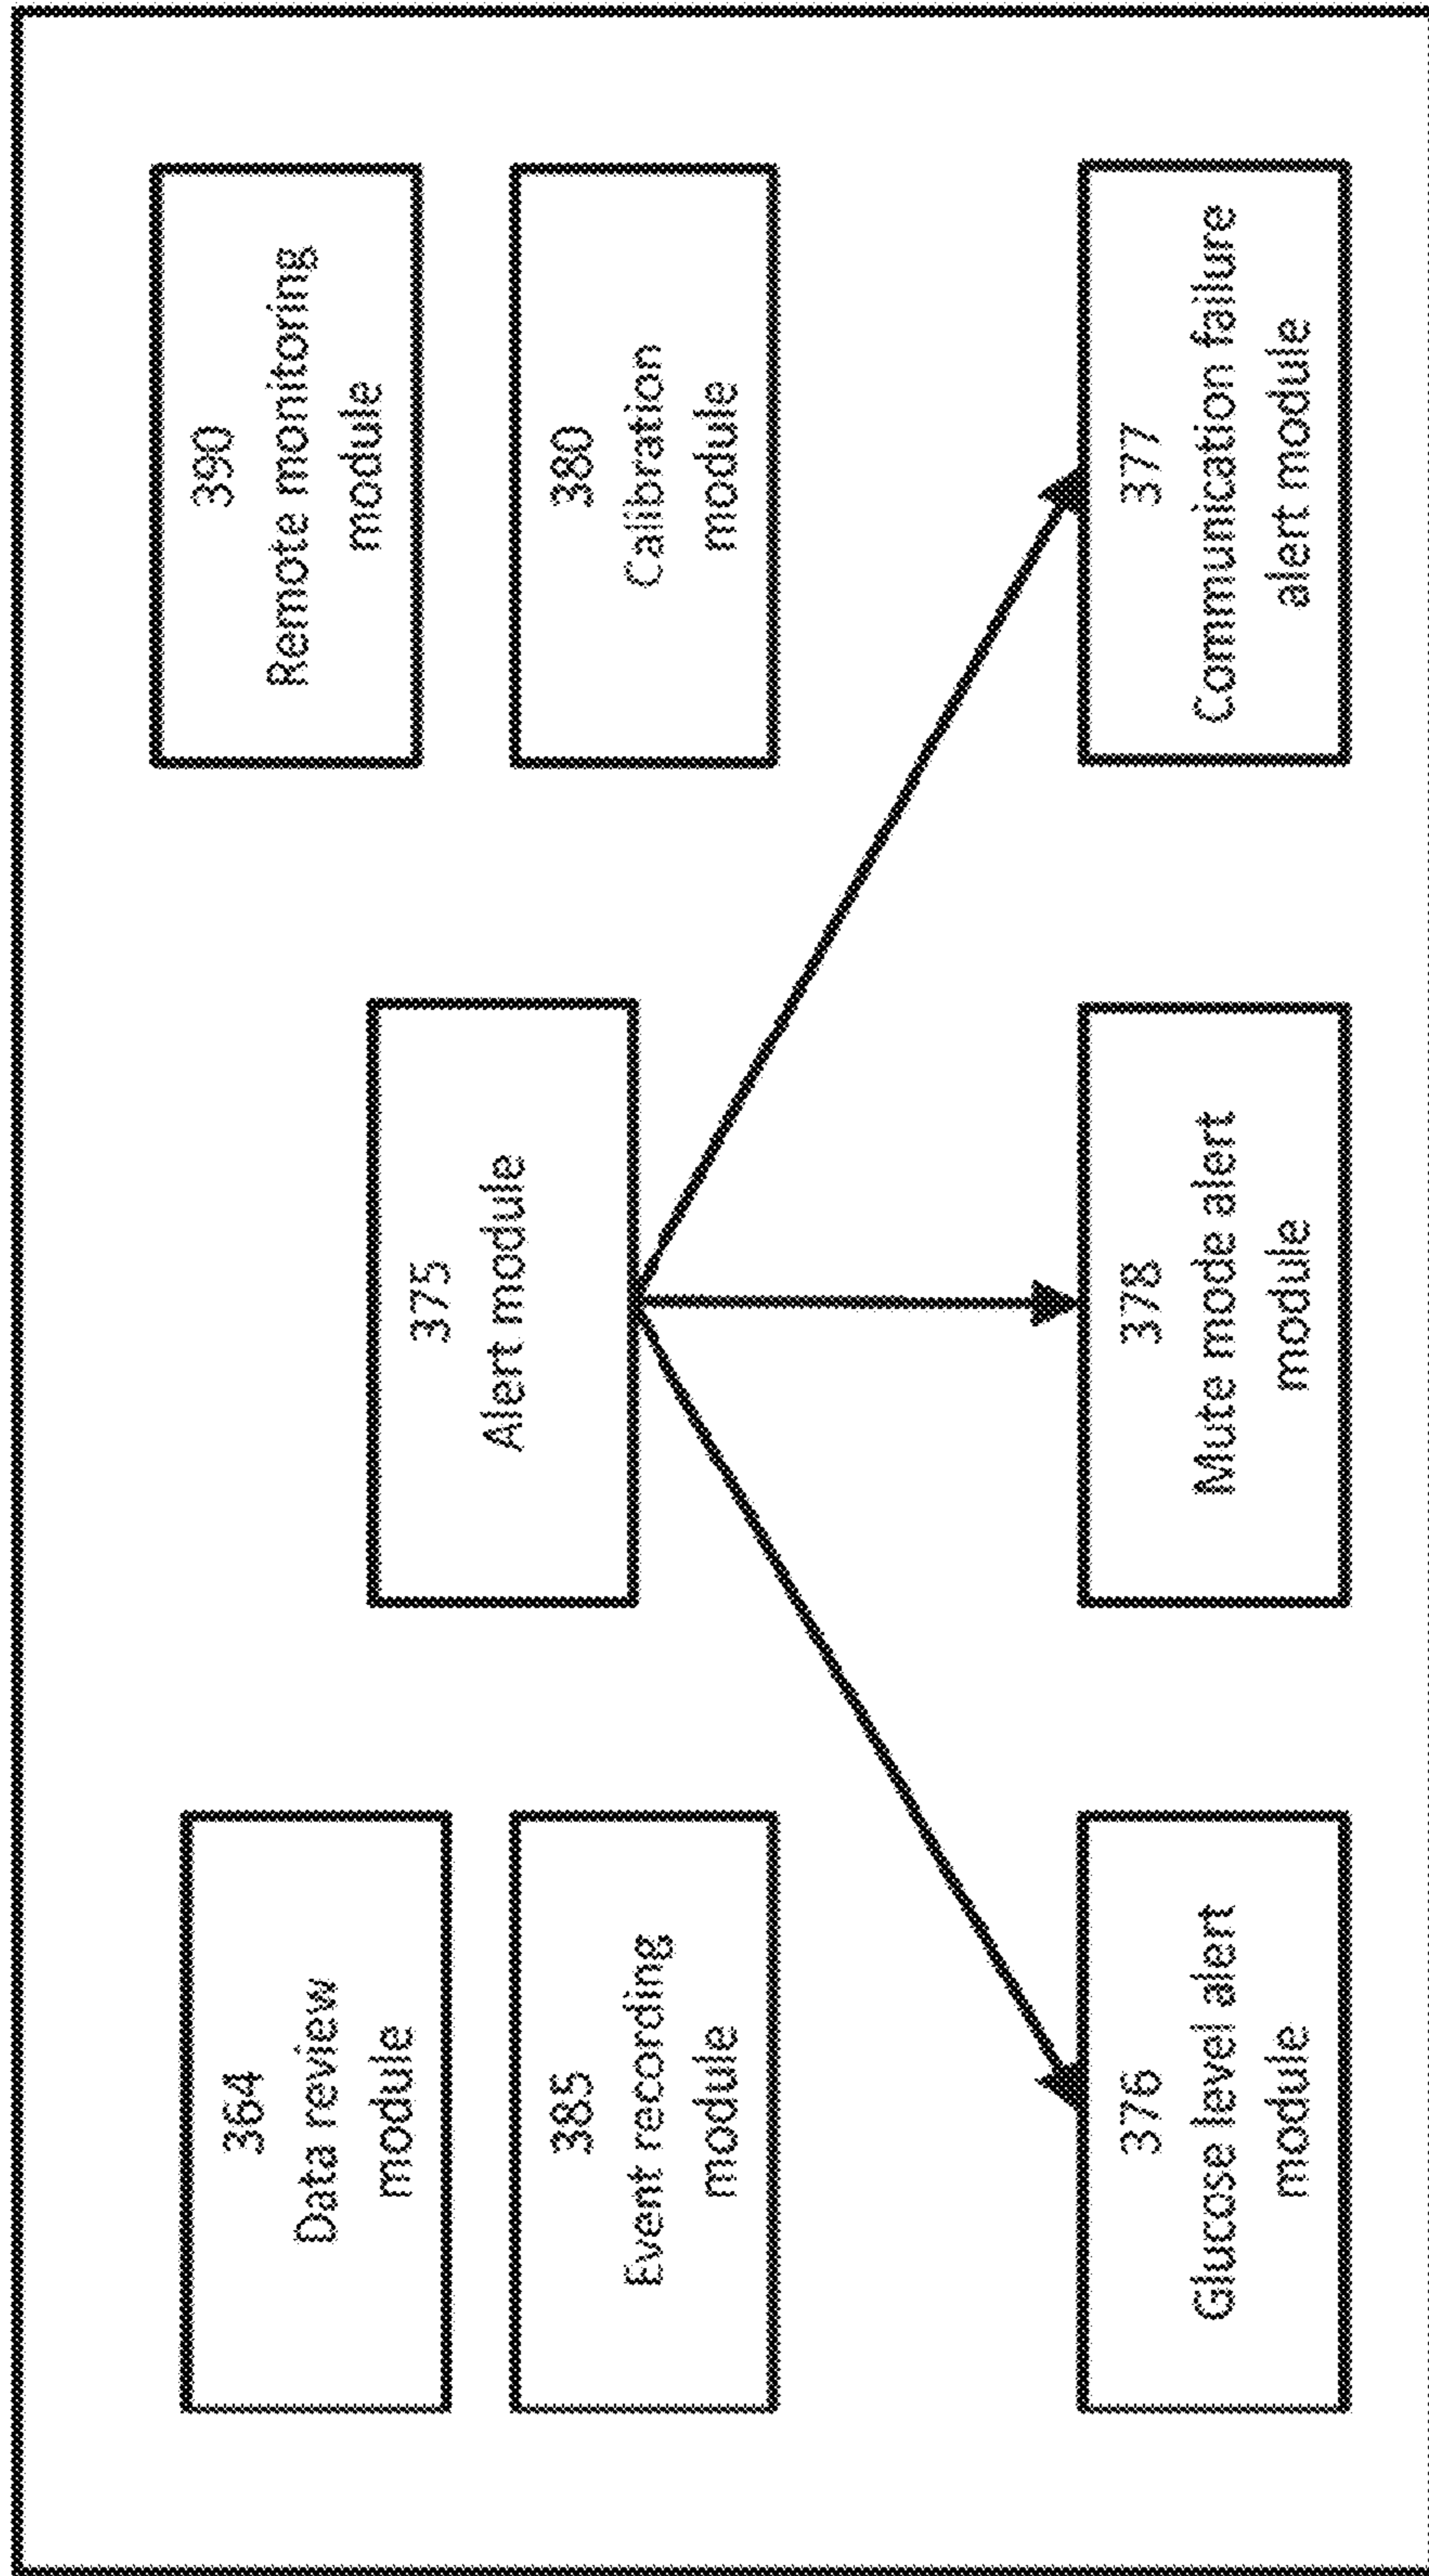 364
Data review
module
385
Event recording
module
375
Alert module
390
Remote monitoring
module
380
Calibration
module
376
Glucose level alert
module
378
Mute mode alert
module
377
Communication failure
alert module